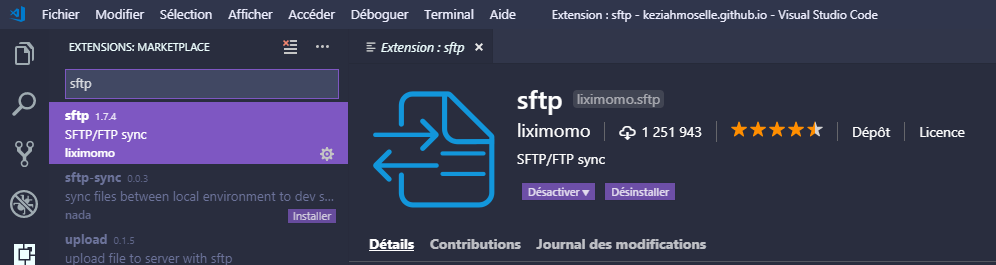 Fichier Modifier Sélection Afficher Accéder Déboguer Terminal Aide Extension : sftp - keziahmoselle.github.io - Visual Studio Code
EXTENSIONS: MARKETPLACE
sftp
sftp 1.7.4
SFTP/FTP sync
liximomo
sftp-sync 0.0.3
sync files between local environment to dev s...
nada Installer
upload 0.1.5
upload file to server with sftp
Extension : sftp
sftp liximomo.sftp
liximomo 1 251 943 Dépôt Licence
SFTP/FTP sync
Désactiver Désinstaller
Détails Contributions Journal des modifications